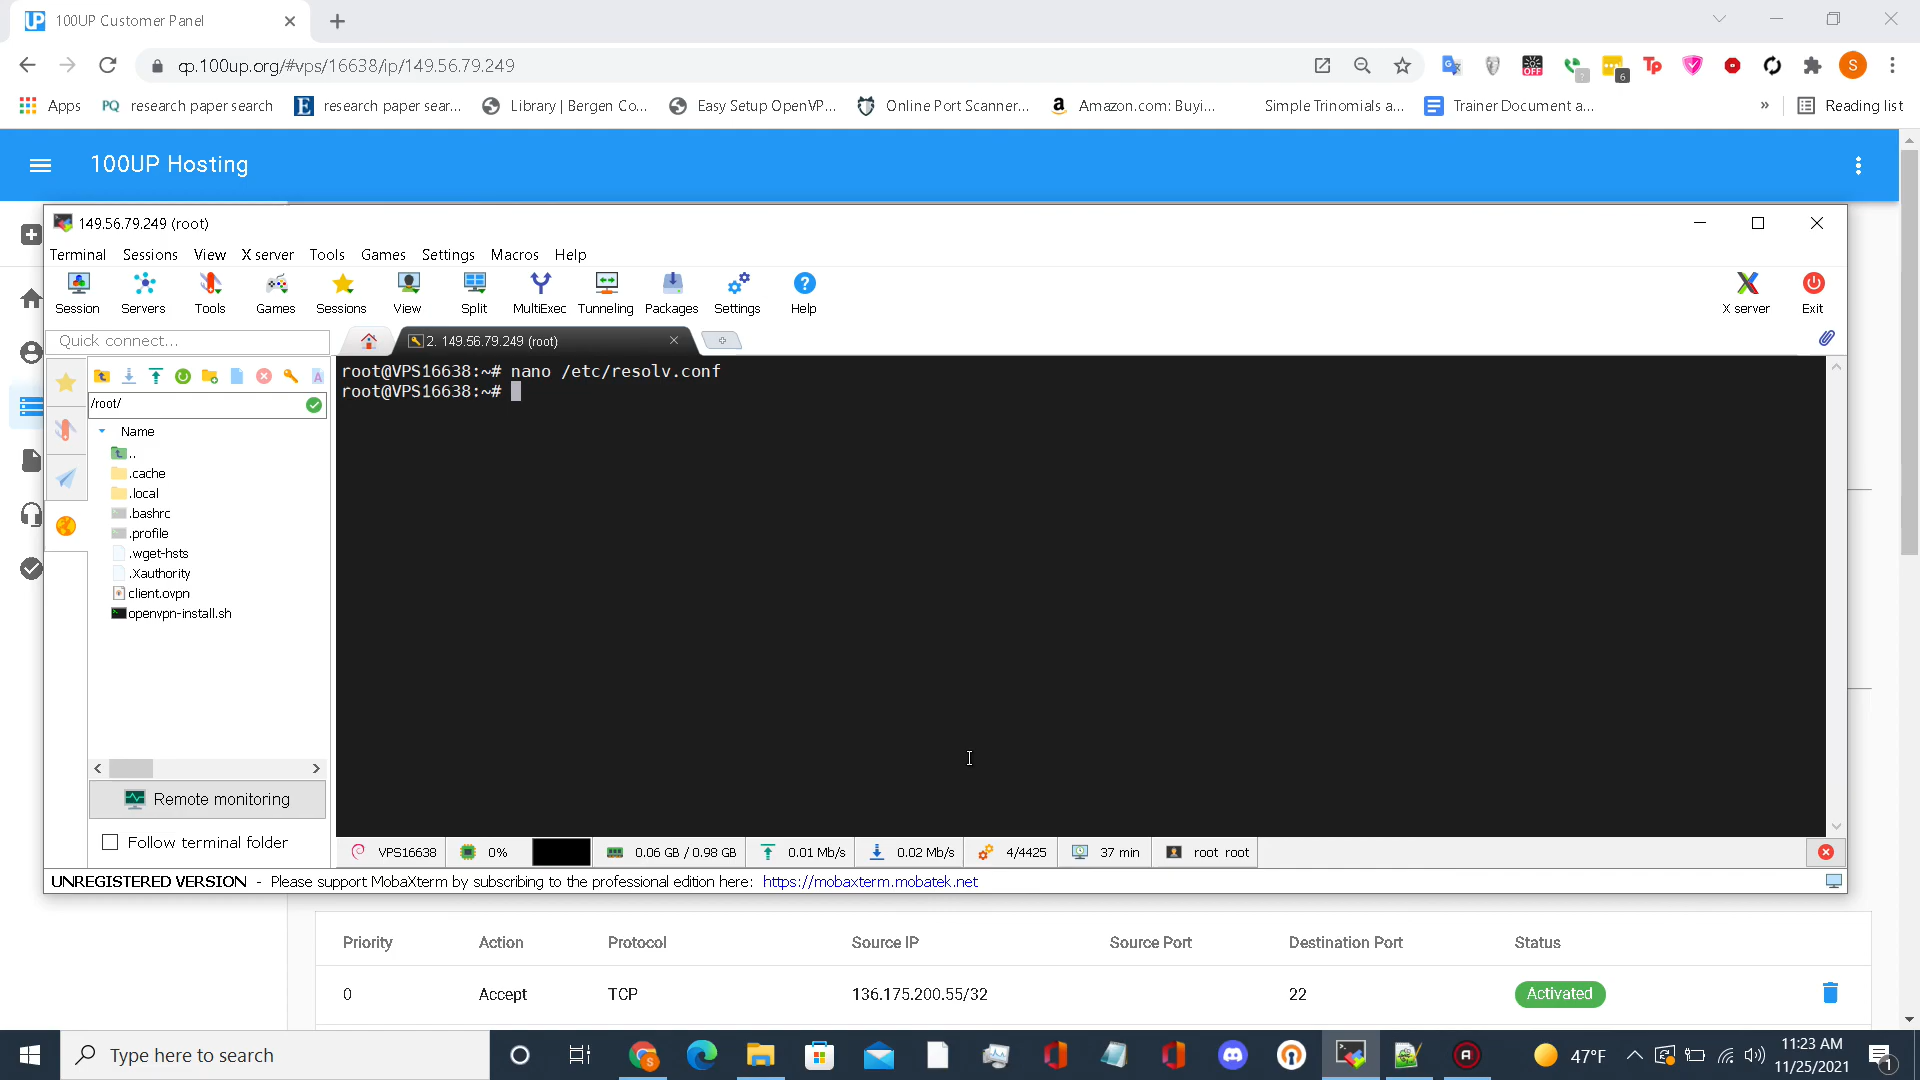 100UP Customer Panel
cp.100up.org/#vps/16638/ip/149.56.79.249
OFF
?
6
Tp
S
Apps
PQ research paper search
E research paper sear...
Library | Bergen Co...
Easy Setup OpenVP...
Online Port Scanner...
a Amazon.com: Buyi...
Simple Trinomials a...
Trainer Document a...
»
Reading list
100UP Hosting
149.56.79.249 (root)
Terminal Sessions View X server Tools Games Settings Macros Help
Session Servers Tools Games Sessions View Split MultiExec Tunneling Packages Settings Help X server Exit
Quick connect...
2. 149.56.79.249 (root)
/root/
Name
..
.cache
.local
.bashrc
.profile
.wget-hsts
.Xauthority
client.ovpn
openvpn-install.sh
Remote monitoring
Follow terminal folder
root@VPS16638:~# nano /etc/resolv.conf
root@VPS16638:~#
VPS16638 0% 0.06 GB / 0.98 GB 0.01 Mb/s 0.02 Mb/s 4/4425 37 min root root
UNREGISTERED VERSION - Please support MobaXterm by subscribing to the professional edition here: https://mobaxterm.mobatek.net
Priority Action Protocol Source IP Source Port Destination Port Status
0 Accept TCP 136.175.200.55/32 22 Activated
Type here to search
47°F
11:23 AM
11/25/2021
1